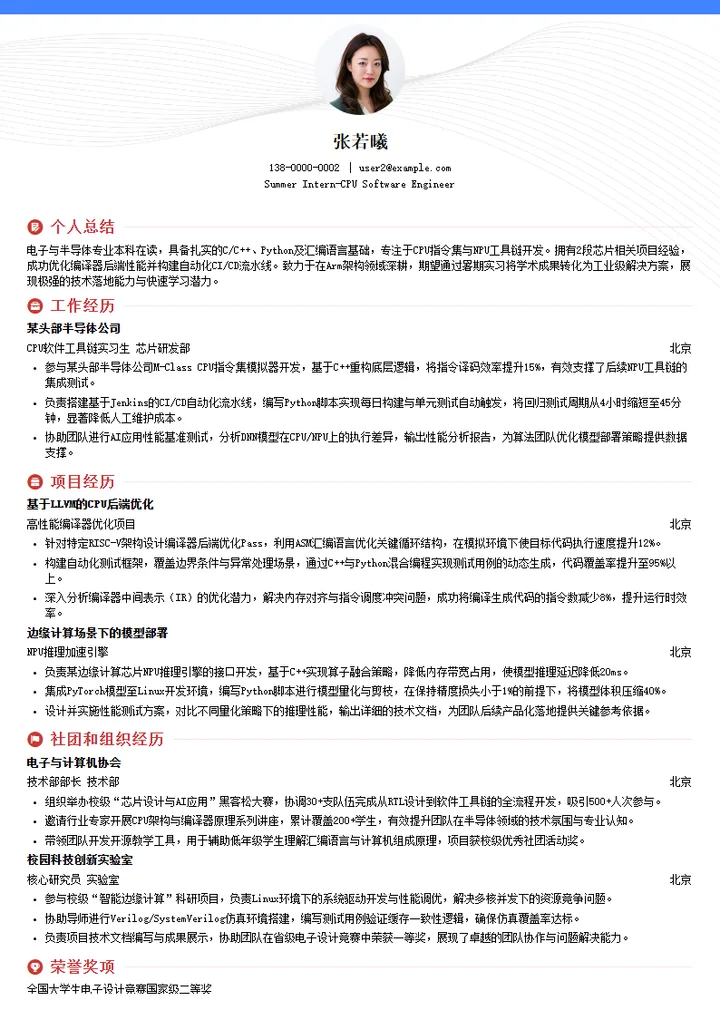 张若曦
138-0000-0002 | user2@example.com
Summer Intern-CPU Software Engineer
个人总结
电子与半导体专业本科在读，具备扎实的C/C++、Python及汇编语言基础，专注于CPU指令集与NPU工具链开发。拥有2段芯片相关项目经验，
成功优化编译器后端性能并构建自动化CI/CD流水线。致力于在Arm架构领域深耕，期望通过暑期实习将学术成果转化为工业级解决方案，展
现极强的技术落地能力与快速学习潜力。
工作经历
某头部半导体公司
CPU软件工具链实习生 芯片研发部 北京
• 参与某头部半导体公司M-Class CPU指令集模拟器开发，基于C++重构底层逻辑，将指令译码效率提升15%，有效支撑了后续NPU工具链的
集成测试。
• 负责搭建基于Jenkins的CI/CD自动化流水线，编写Python脚本实现每日构建与单元测试自动触发，将回归测试周期从4小时缩短至45分
钟，显著降低人工维护成本。
• 协助团队进行AI应用性能基准测试，分析DNN模型在CPU/NPU上的执行差异，输出性能分析报告，为算法团队优化模型部署策略提供数据
支撑。
项目经历
基于LLVM的CPU后端优化
高性能编译器优化项目 北京
• 针对特定RISC-V架构设计编译器后端优化Pass，利用ASM汇编语言优化关键循环结构，在模拟环境下使目标代码执行速度提升12%。
• 构建自动化测试框架，覆盖边界条件与异常处理场景，通过C++与Python混合编程实现测试用例的动态生成，代码覆盖率提升至95%以
上。
• 深入分析编译器中间表示（IR）的优化潜力，解决内存对齐与指令调度冲突问题，成功将编译生成代码的指令数减少8%，提升运行时效
率。
边缘计算场景下的模型部署
NPU推理加速引擎 北京
• 负责某边缘计算芯片NPU推理引擎的接口开发，基于C++实现算子融合策略，降低内存带宽占用，使模型推理延迟降低20ms。
• 集成PyTorch模型至Linux开发环境，编写Python脚本进行模型量化与剪枝，在保持精度损失小于1%的前提下，将模型体积压缩40%。
• 设计并实施性能测试方案，对比不同量化策略下的推理性能，输出详细的技术文档，为团队后续产品化落地提供关键参考依据。
社团和组织经历
电子与计算机协会
技术部部长 技术部 北京
• 组织举办校级“芯片设计与AI应用”黑客松大赛，协调30+支队伍完成从RTL设计到软件工具链的全流程开发，吸引500+人次参与。
• 邀请行业专家开展CPU架构与编译器原理系列讲座，累计覆盖200+学生，有效提升团队在半导体领域的技术氛围与专业认知。
• 带领团队开发开源教学工具，用于辅助低年级学生理解汇编语言与计算机组成原理，项目获校级优秀社团活动奖。
校园科技创新实验室
核心研究员 实验室 北京
• 参与校级“智能边缘计算”科研项目，负责Linux环境下的系统驱动开发与性能调优，解决多核并发下的资源竞争问题。
• 协助导师进行Verilog/SystemVerilog仿真环境搭建，编写测试用例验证缓存一致性逻辑，确保仿真覆盖率达标。
• 负责项目技术文档编写与成果展示，协助团队在省级电子设计竞赛中荣获一等奖，展现了卓越的团队协作与问题解决能力。
荣誉奖项
全国大学生电子设计竞赛国家级二等奖